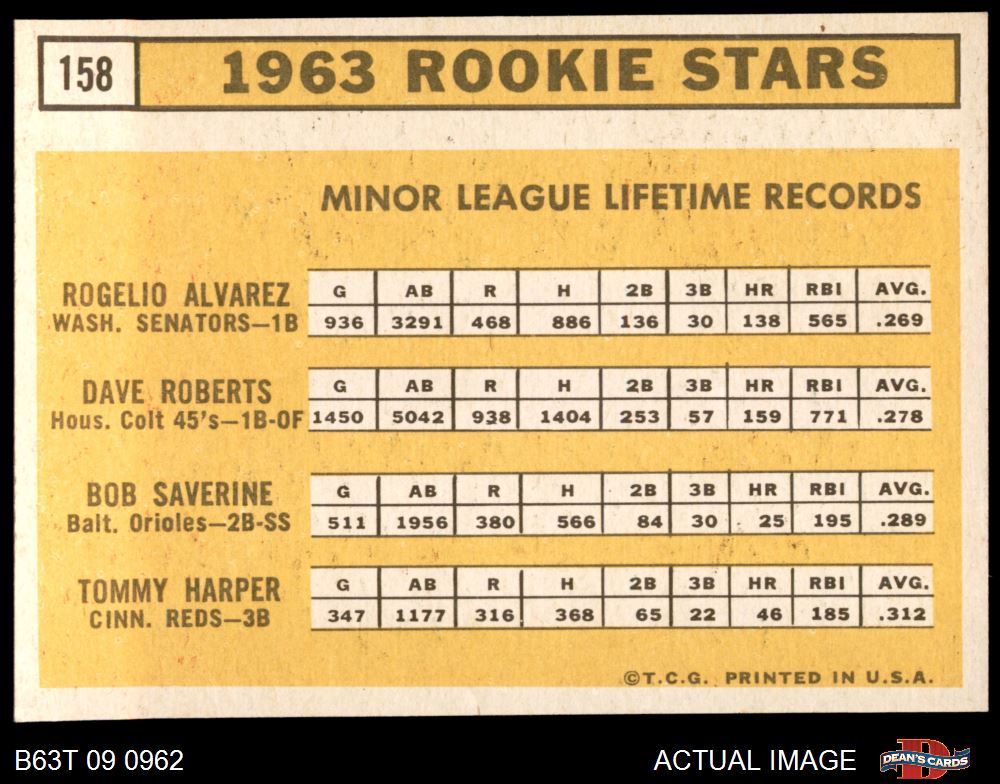 158 1963 ROOKIE STARS
MINOR LEAGUE LIFETIME RECORDS
ROGELIO ALVAREZ G AB R H 2B 3B HR RBI AVG.
WASH. SENATORS—1B 936 3291 468 886 136 30 138 565 .269
DAVE ROBERTS G AB R H 2B 3B HR RBI AVG.
Hous. Colt 45's—1B-OF 1450 5042 938 1404 253 57 159 771 .278
BOB SAVERINE G AB R H 2B 3B HR RBI AVG.
Balt. Orioles—2B-SS 511 1956 380 566 84 30 25 195 .289
TOMMY HARPER G AB R H 2B 3B HR RBI AVG.
CINN. REDS—3B 347 1177 316 368 65 22 46 185 .312
©T.C.G. PRINTED IN U.S.A.
B63T 09 0962 ACTUAL IMAGE D DEAN'S CARDS